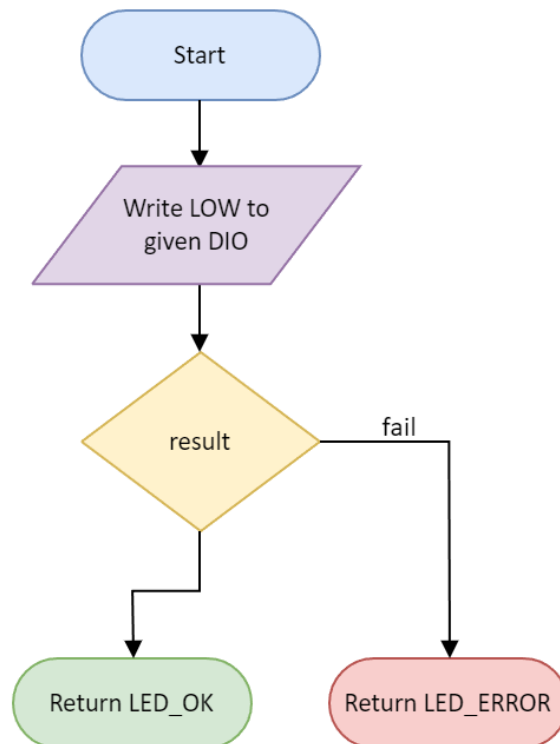 Start
Write LOW to
given DIO
result
fail
Return LED_OK
Return LED_ERROR